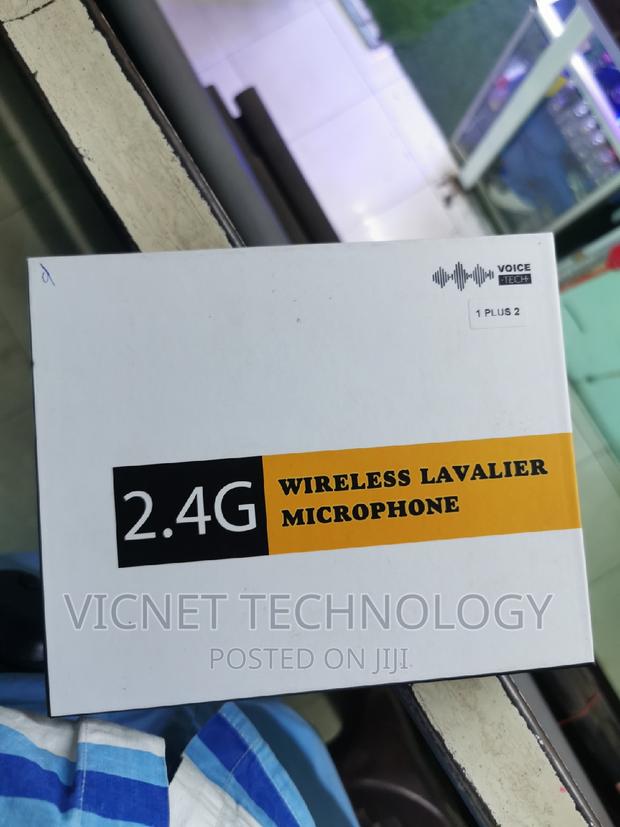 VOICE
-TECH-
1 PLUS 2
2.4G
WIRELESS LAVALIER
MICROPHONE
VICNET TECHNOLOGY
POSTED ON JIJI